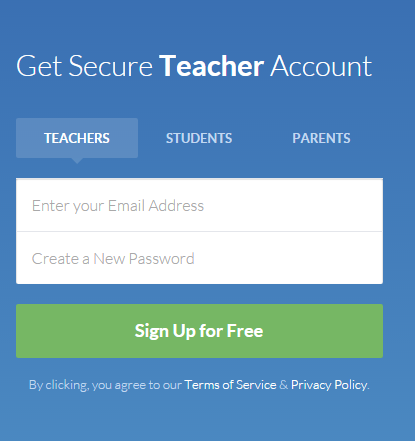 Get Secure Teacher Account
TEACHERS STUDENTS PARENTS
Enter your Email Address
Create a New Password
Sign Up for Free
By clicking, you agree to our Terms of Service & Privacy Policy.